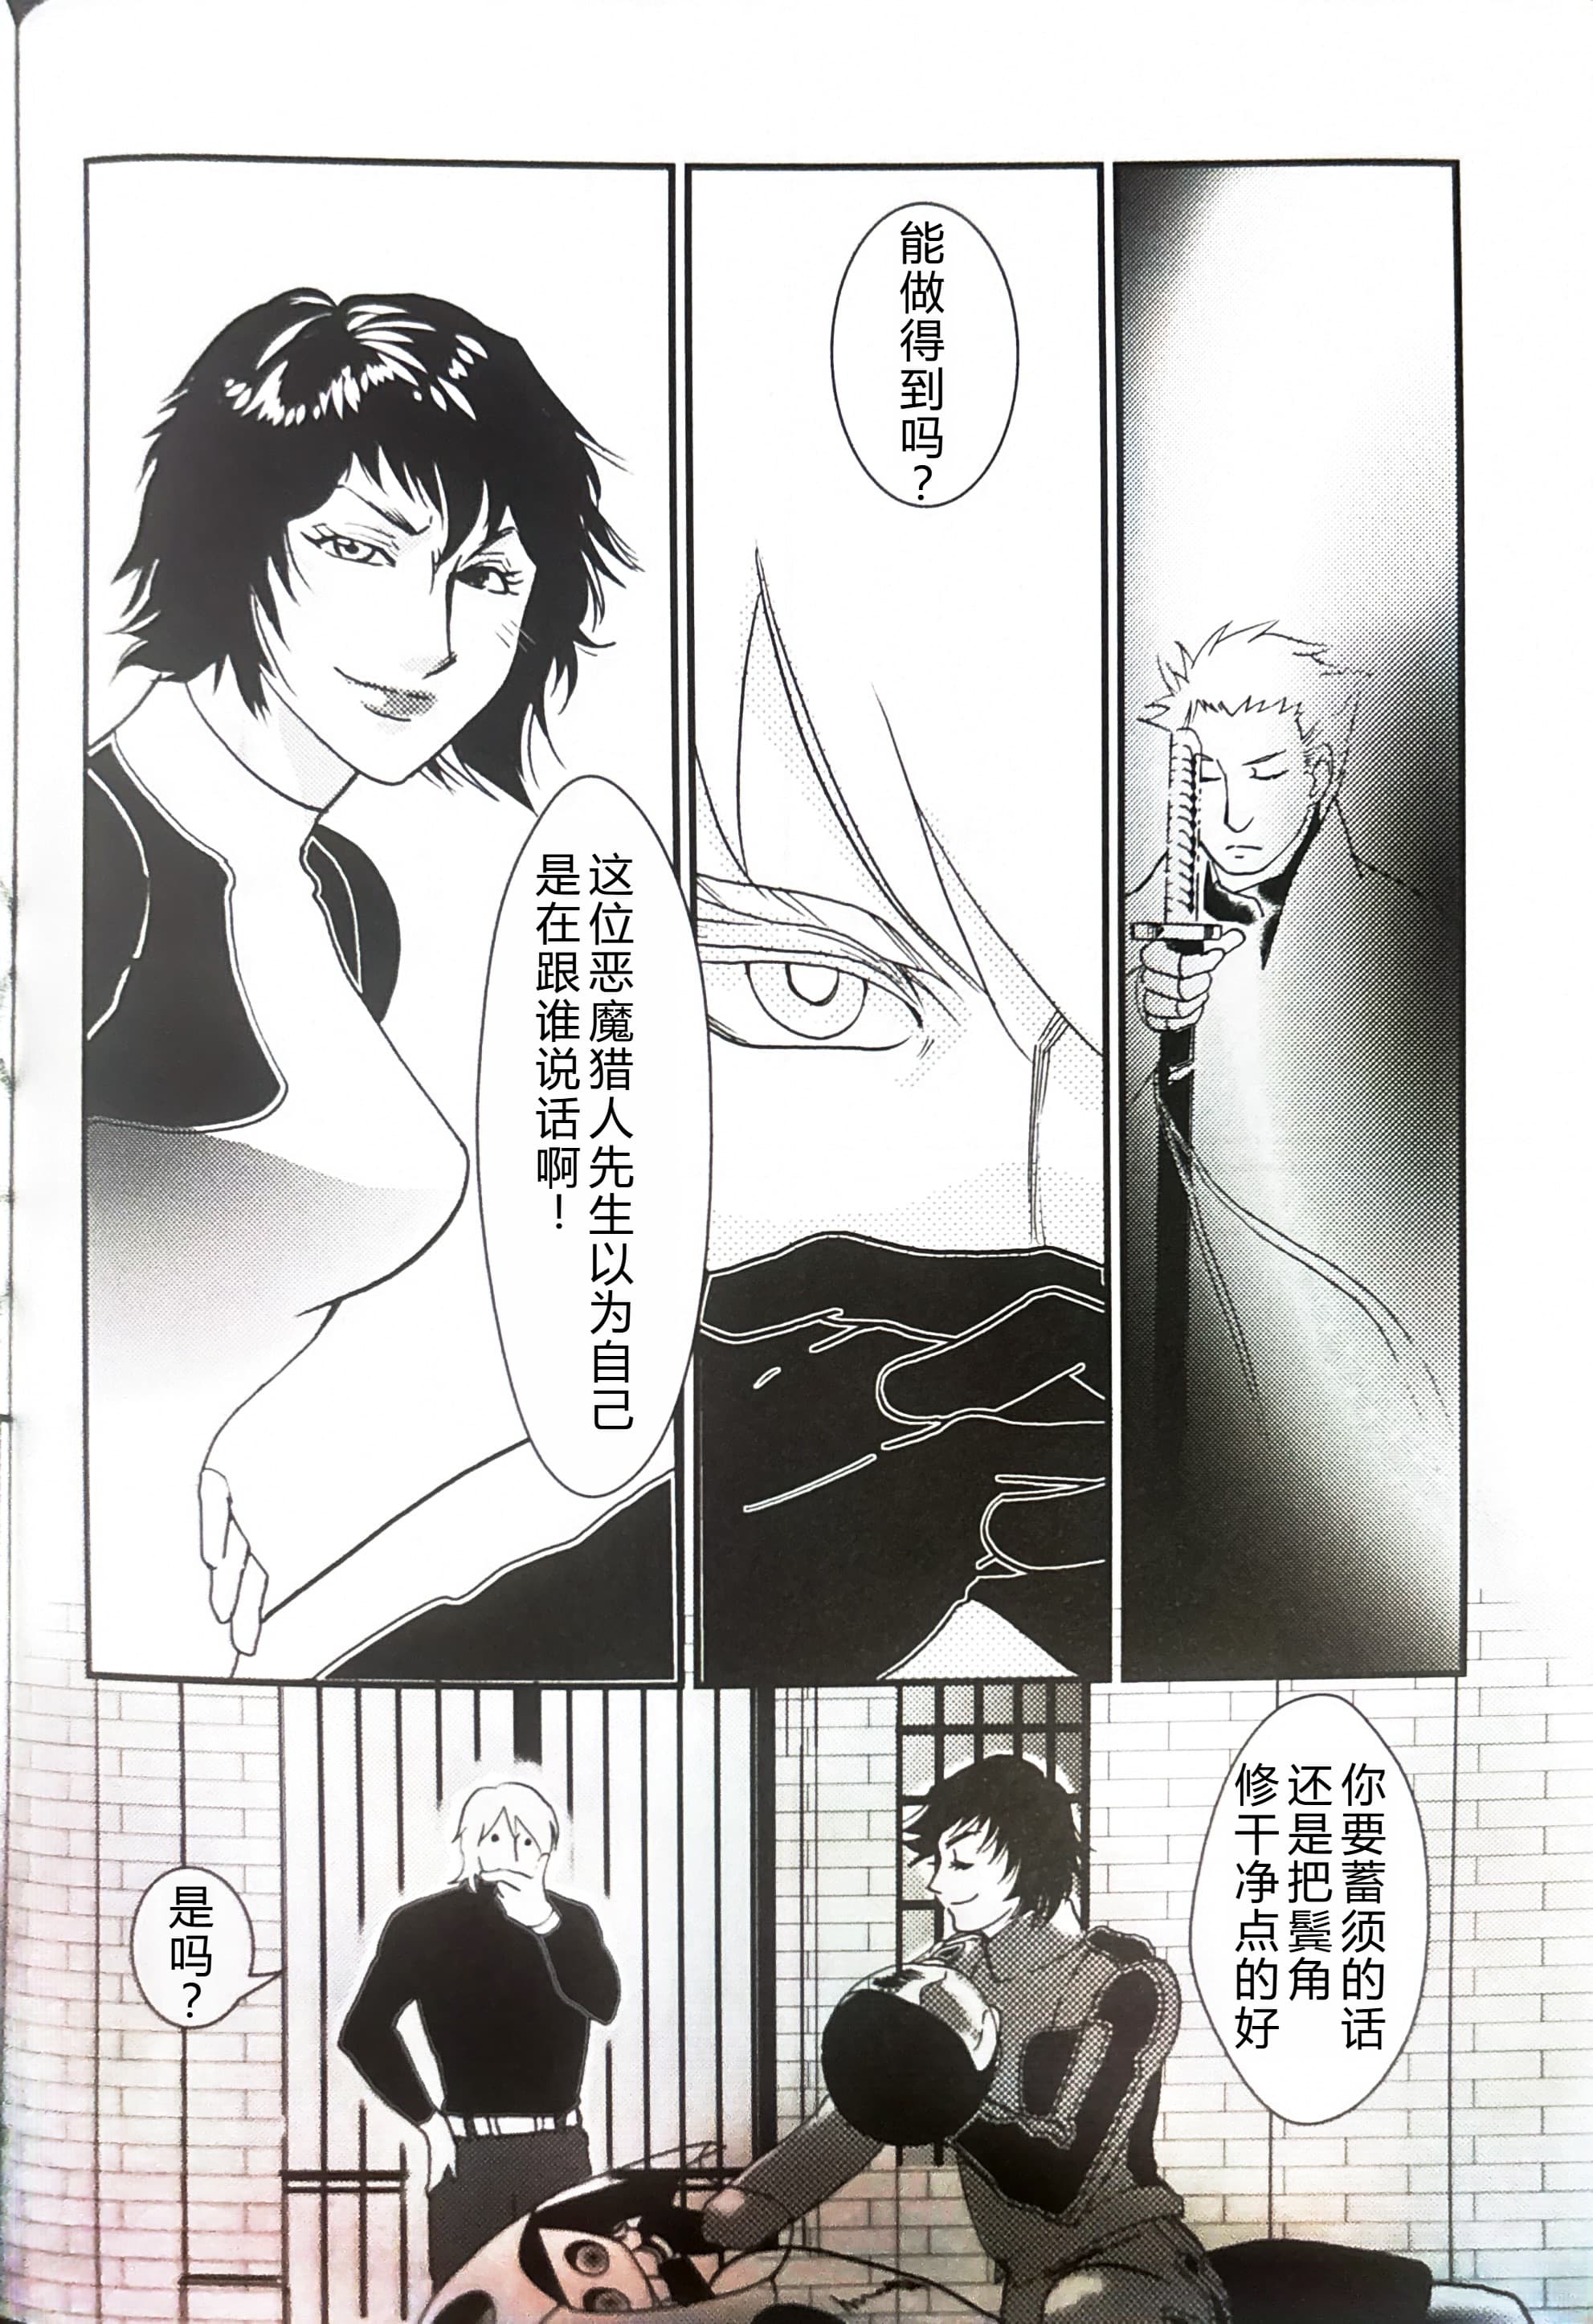 能做得到吗？
这位恶魔猎人先生以为自己
是在跟谁说话啊！
你要蓄须的话
还是把鬓角
修干净点的好
是吗？